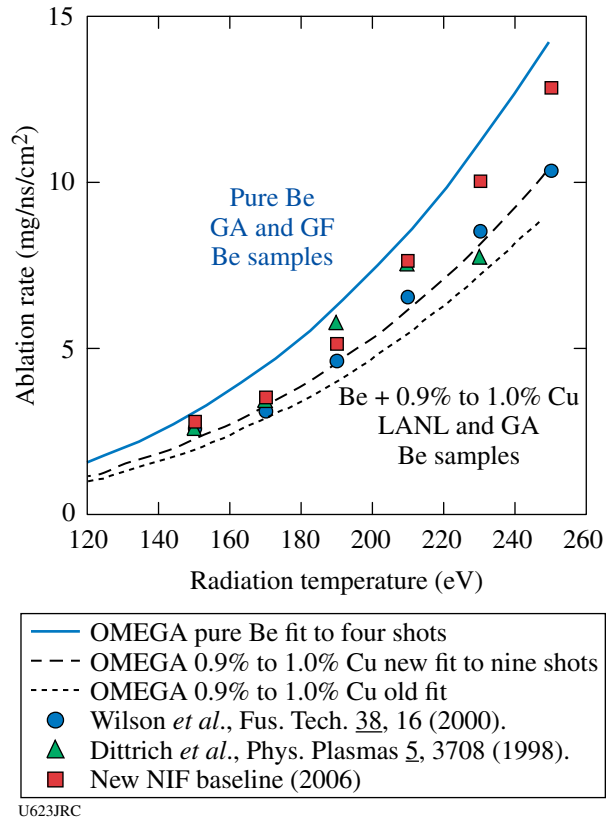 15
10
5
0
Ablation rate (mg/ns/cm2)
Pure Be
GA and GF
Be samples
Be + 0.9% to 1.0% Cu
LANL and GA
Be samples
120 140 160 180 200 220 240 260
Radiation temperature (eV)
OMEGA pure Be fit to four shots
OMEGA 0.9% to 1.0% Cu new fit to nine shots
OMEGA 0.9% to 1.0% Cu old fit
Wilson et al., Fus. Tech. 38, 16 (2000).
Dittrich et al., Phys. Plasmas 5, 3708 (1998).
New NIF baseline (2006)
U623JRC